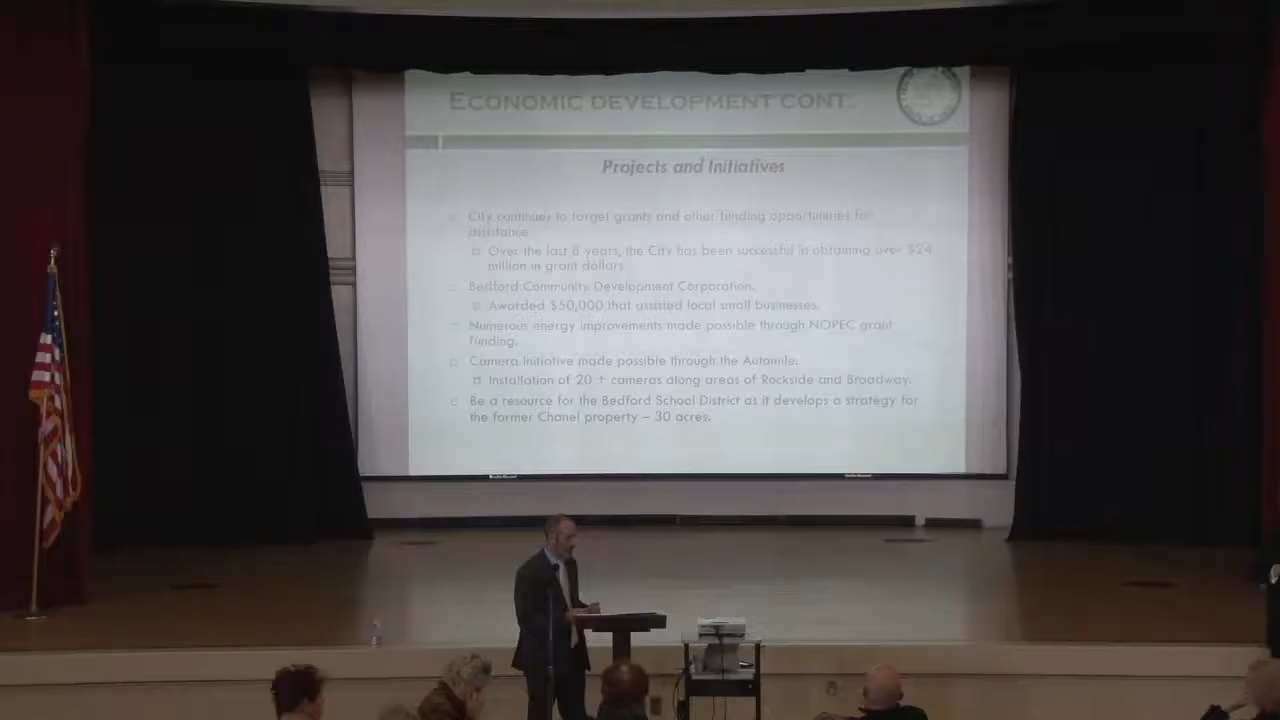 ECONOMIC DEVELOPMENT CONT.
Projects and Initiatives
City continues to target grants and other funding opportunities for
assistance
Over the last 8 years, the City has been successful in obtaining over $24
million in grant dollars
Bedford Community Development Corporation.
Awarded $50,000 that assisted local small businesses.
Numerous energy improvements made possible through NOPEC grant
funding.
Camera Initiative made possible through the Automile.
Installation of 20 + cameras along areas of Rockside and Broadway.
Be a resource for the Bedford School District as it develops a strategy for
the former Chanel property – 30 acres.